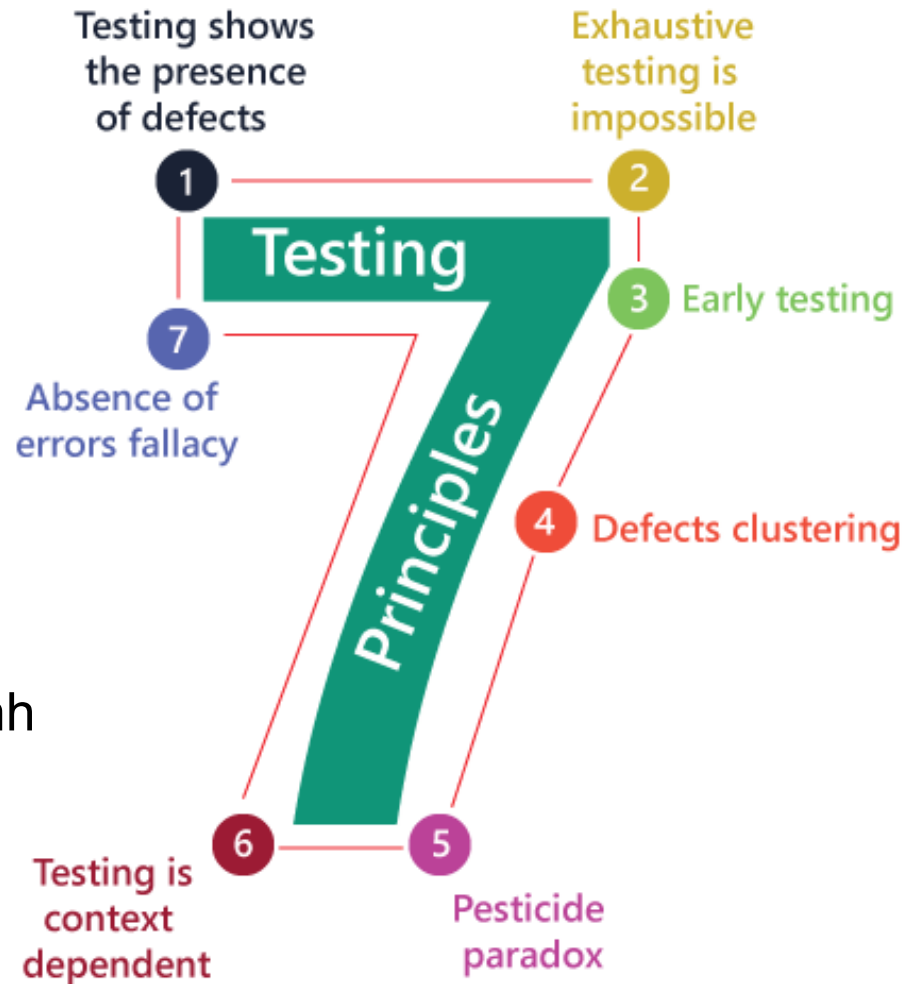 Testing shows
the presence
of defects
Exhaustive
testing is
impossible
1
2
Testing
3
Early testing
7
Absence of
errors fallacy
Principles
4
Defects clustering
6
5
Testing is
context
dependent
Pesticide
paradox